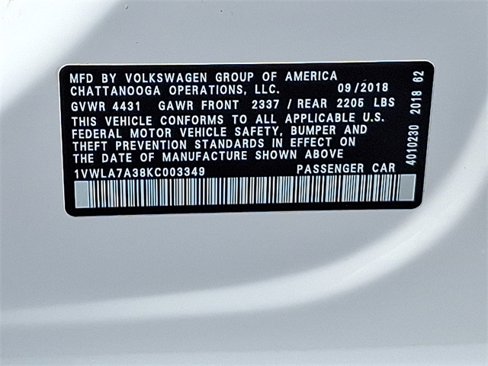 MFD BY VOLKSWAGEN GROUP OF AMERICA
CHATTANOOGA OPERATIONS, LLC. 09/2018
GVWR 4431 GAWR FRONT 2337 / REAR 2205 LBS
THIS VEHICLE CONFORMS TO ALL APPLICABLE U.S.
FEDERAL MOTOR VEHICLE SAFETY, BUMPER AND
THEFT PREVENTION STANDARDS IN EFFECT ON
THE DATE OF MANUFACTURE SHOWN ABOVE
1VWLA7A38KC003349 PASSENGER CAR
4010230 2018 62